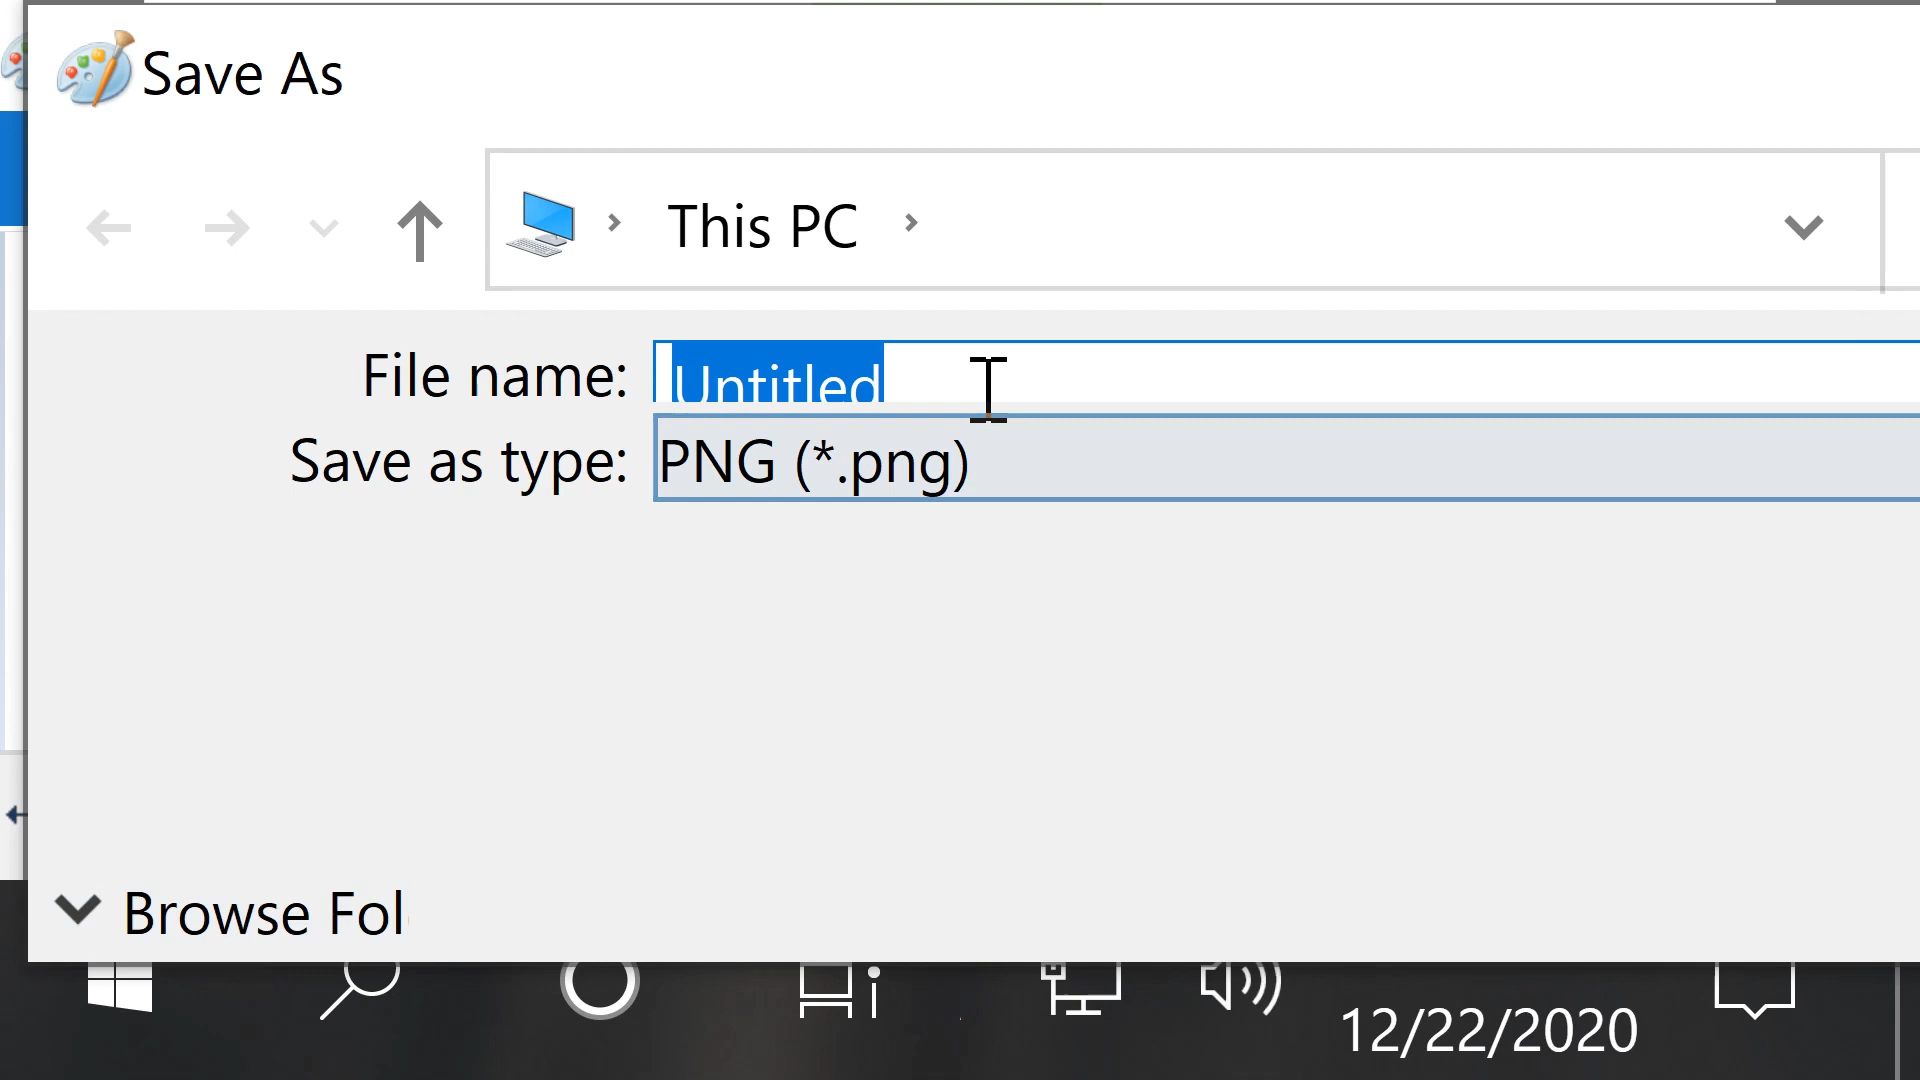 Save As
This PC
File name: Untitled
Save as type: PNG (*.png)
Browse Fol
12/22/2020